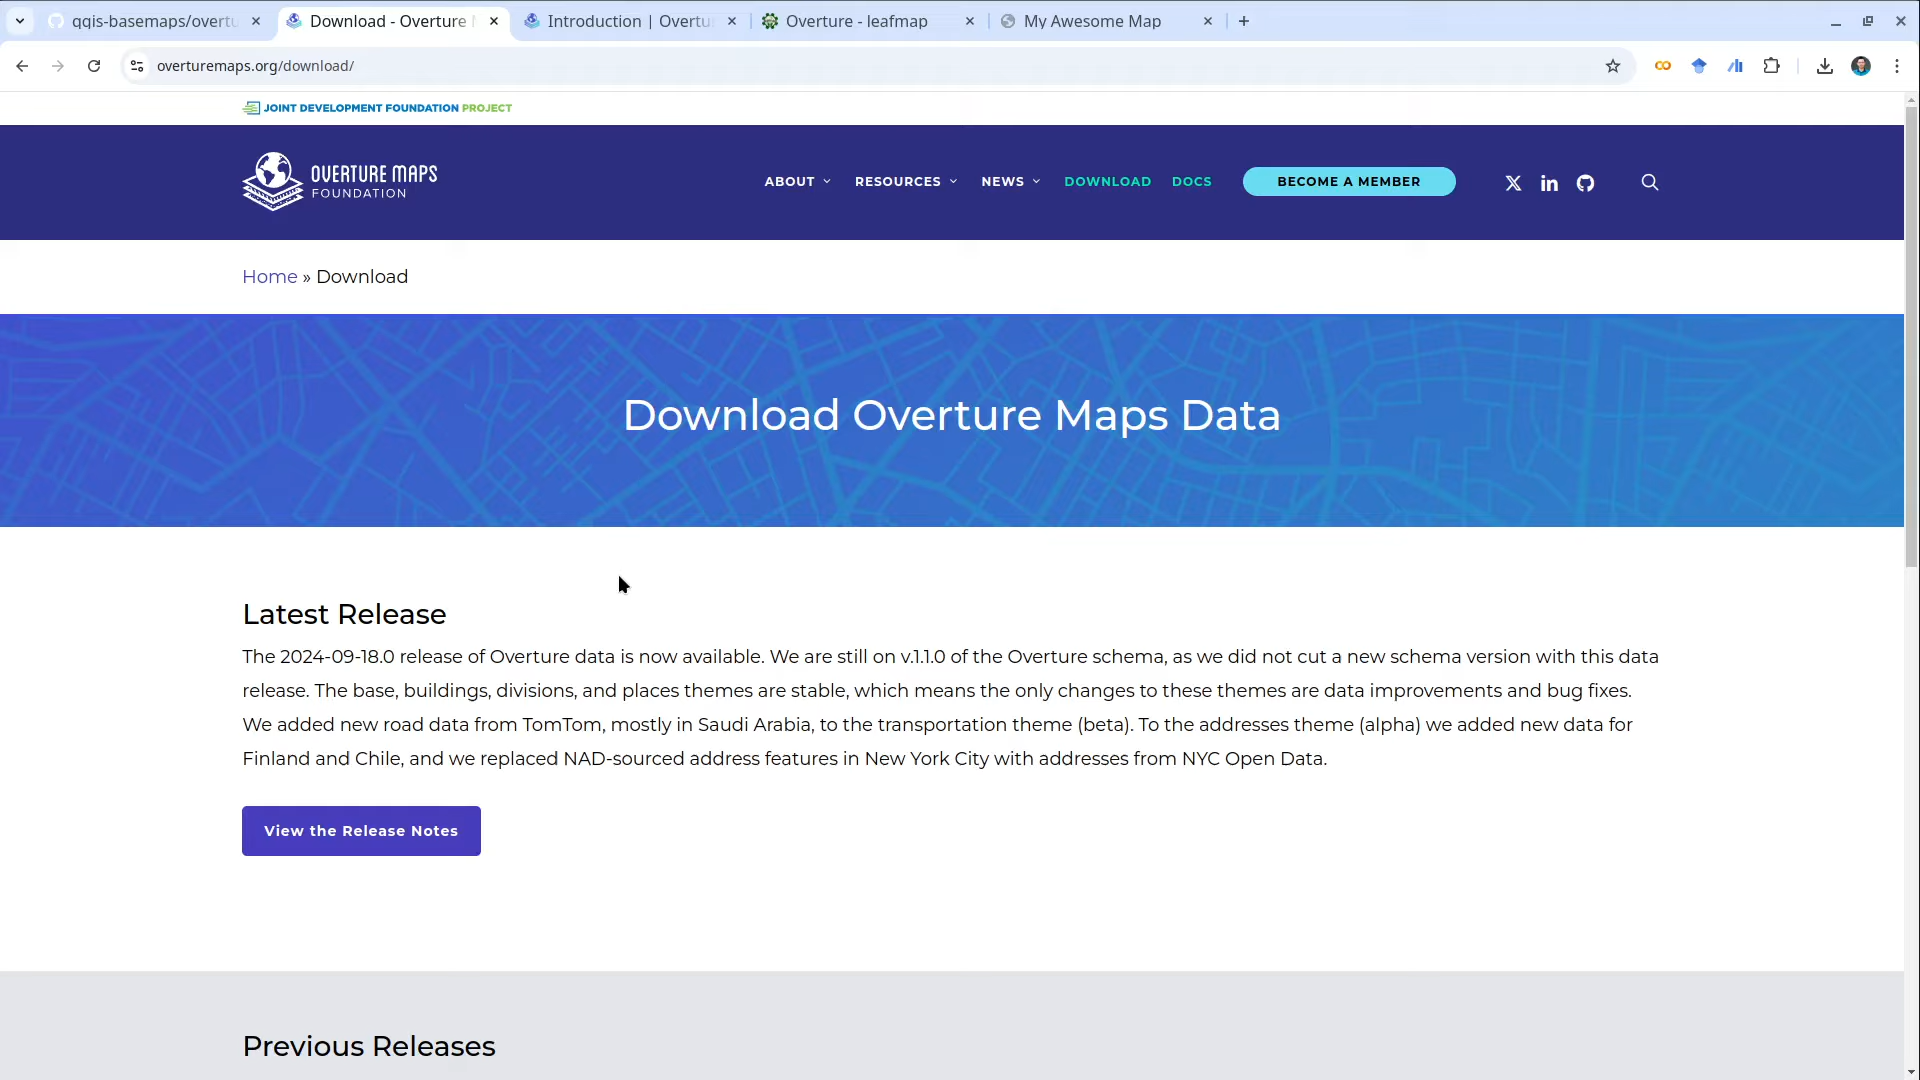 qgis-basemaps/overtu
Download - Overture
Introduction | Overtu
Overture - leafmap
My Awesome Map
overturemaps.org/download/
JOINT DEVELOPMENT FOUNDATION PROJECT
OVERTURE MAPS
FOUNDATION
ABOUT
RESOURCES
NEWS
DOWNLOAD
DOCS
BECOME A MEMBER
Home » Download
Download Overture Maps Data
Latest Release
The 2024-09-18.0 release of Overture data is now available. We are still on v.1.1.0 of the Overture schema, as we did not cut a new schema version with this data
release. The base, buildings, divisions, and places themes are stable, which means the only changes to these themes are data improvements and bug fixes.
We added new road data from TomTom, mostly in Saudi Arabia, to the transportation theme (beta). To the addresses theme (alpha) we added new data for
Finland and Chile, and we replaced NAD-sourced address features in New York City with addresses from NYC Open Data.
View the Release Notes
Previous Releases